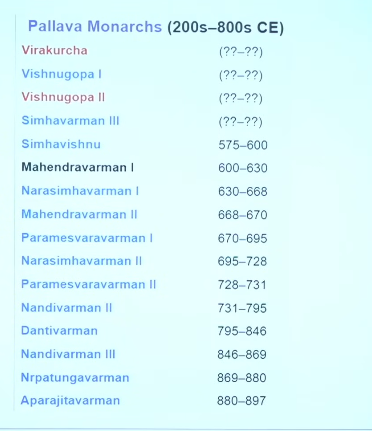 Pallava Monarchs (200s–800s CE)
Virakurcha (??–??)
Vishnugopa I (??–??)
Vishnugopa II (??–??)
Simhavarman III (??–??)
Simhavishnu 575–600
Mahendravarman I 600–630
Narasimhavarman I 630–668
Mahendravarman II 668–670
Paramesvaravarman I 670–695
Narasimhavarman II 695–728
Paramesvaravarman II 728–731
Nandivarman II 731–795
Dantivarman 795–846
Nandivarman III 846–869
Nrpatungavarman 869–880
Aparajitavarman 880–897